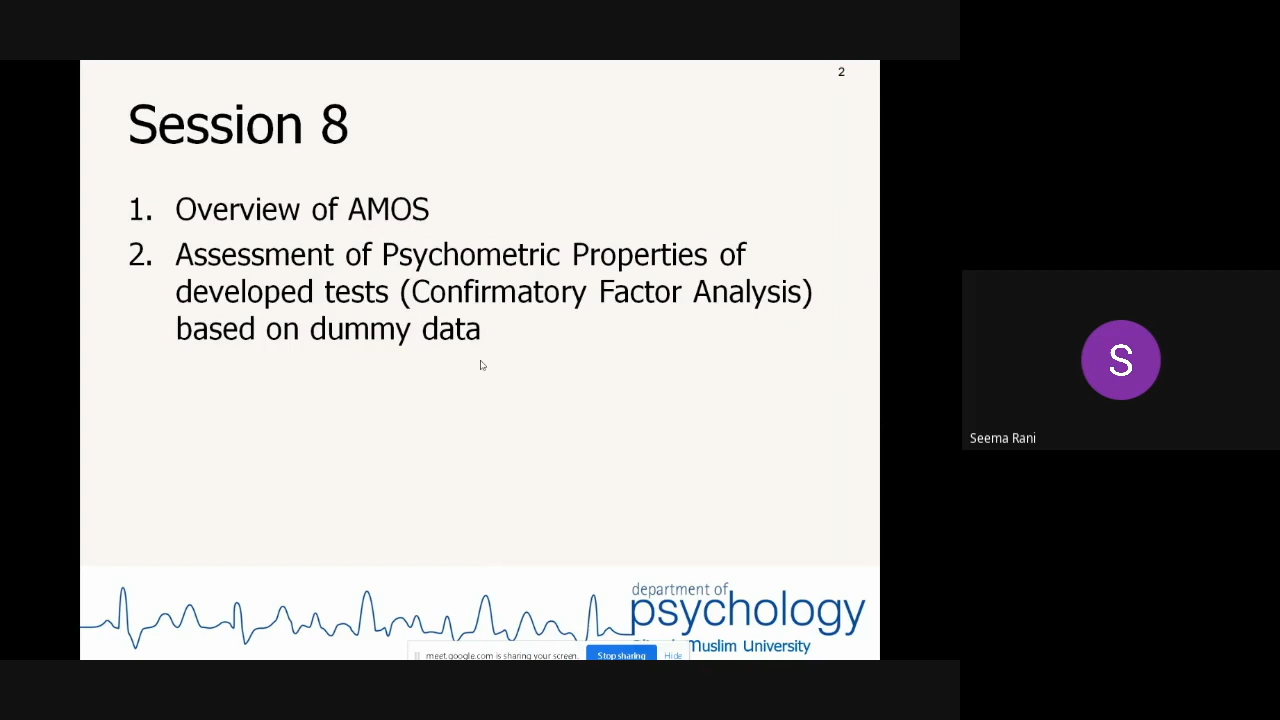 2
Session 8
1. Overview of AMOS
2. Assessment of Psychometric Properties of
developed tests (Confirmatory Factor Analysis)
based on dummy data
department of
psychology
Muslim University
meet.google.com is sharing your screen.
Stop sharing
Hide
S
Seema Rani